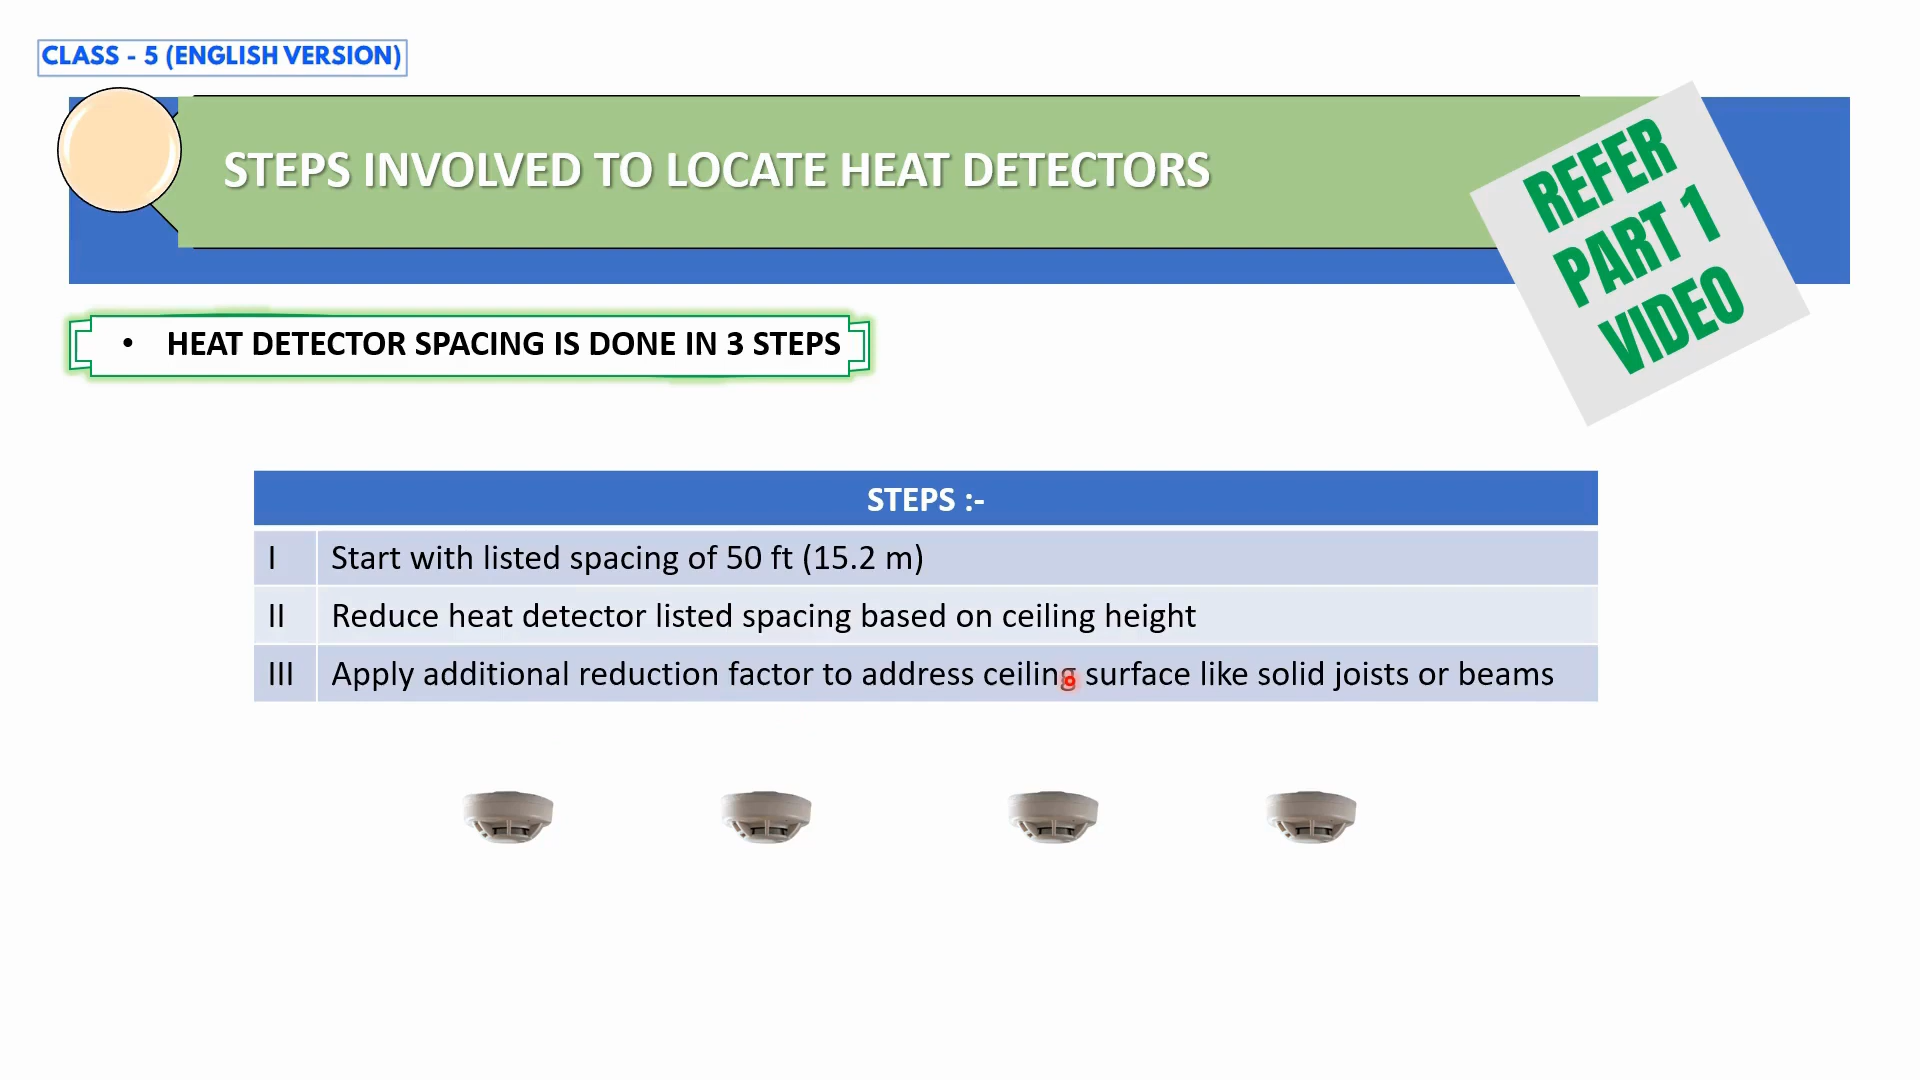 CLASS - 5 (ENGLISH VERSION)
STEPS INVOLVED TO LOCATE HEAT DETECTORS
REFER
PART 1
VIDEO
• HEAT DETECTOR SPACING IS DONE IN 3 STEPS
STEPS :-
I Start with listed spacing of 50 ft (15.2 m)
II Reduce heat detector listed spacing based on ceiling height
III Apply additional reduction factor to address ceiling surface like solid joists or beams